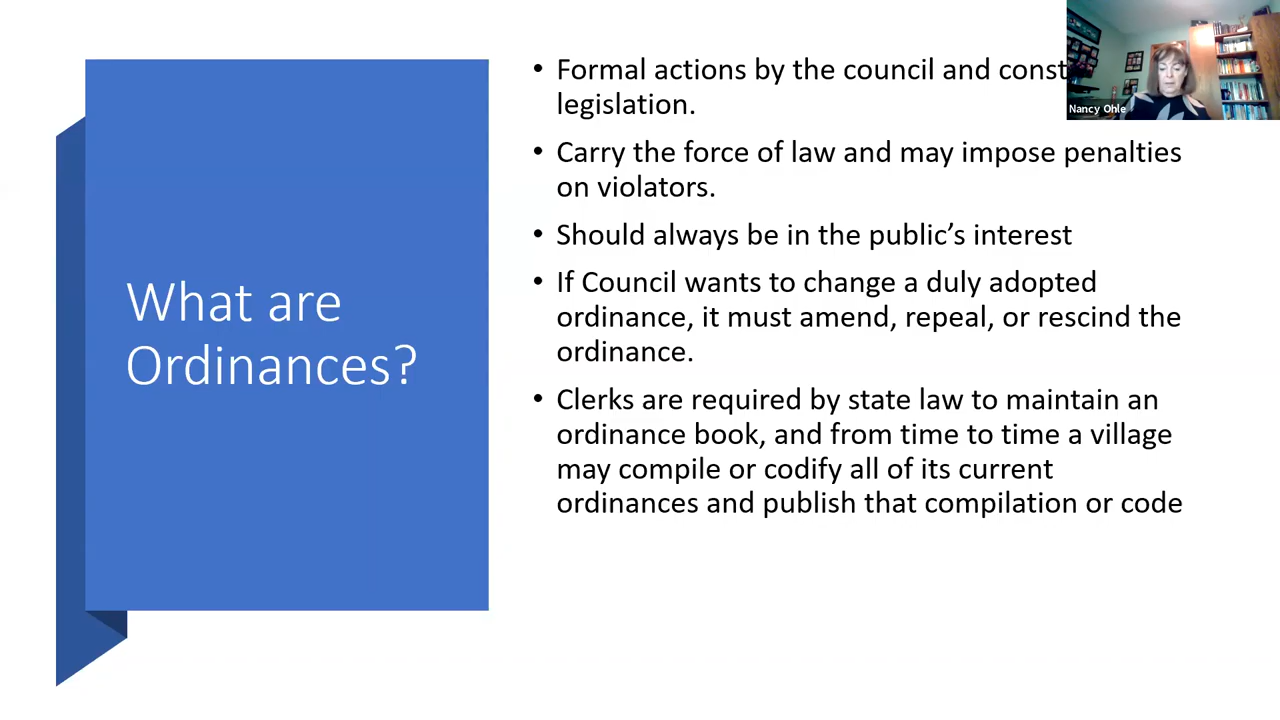 What are
Ordinances?
• Formal actions by the council and
legislation.
• Carry the force of law and may impose penalties
on violators.
• Should always be in the public’s interest
• If Council wants to change a duly adopted
ordinance, it must amend, repeal, or rescind the
ordinance.
• Clerks are required by state law to maintain an
ordinance book, and from time to time a village
may compile or codify all of its current
ordinances and publish that compilation or code
Nancy Ohle